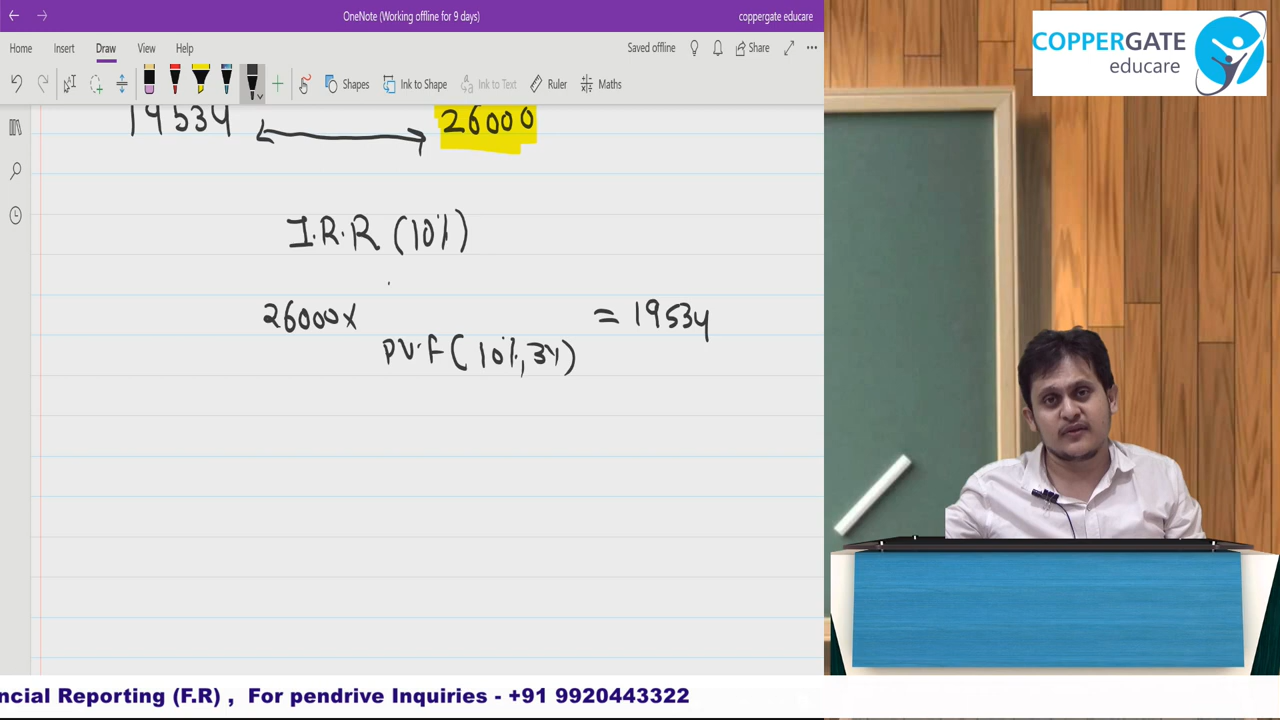 OneNote (Working offline for 9 days)
coppergate educare
Home Insert Draw View Help
Saved offline
Share
Shapes
Ink to Shape
Ink to Text
Ruler
Maths
COPPERGATE
educare
19534 26000
I.R.R (10%)
26000x = 19534
PV.F (10%, 3Y)
ncial Reporting (F.R) , For pendrive Inquiries - +91 9920443322